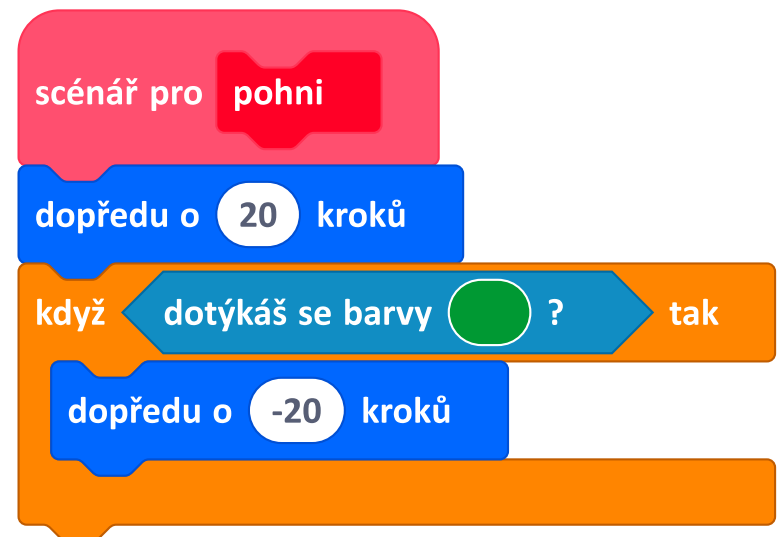 scénář pro pohni
dopředu o 20 kroků
když dotýkáš se barvy ? tak
dopředu o -20 kroků